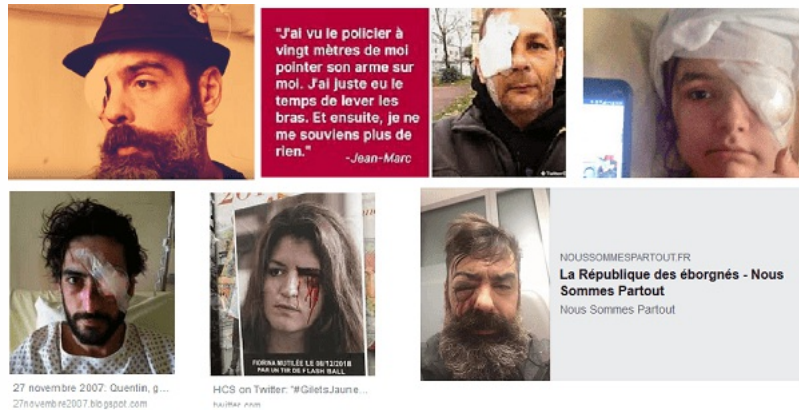 "J'ai vu le policier à
vingt mètres de moi
pointer son arme sur
moi. J'ai juste eu le
temps de lever les
bras. Et ensuite, je ne
me souviens plus de
rien."
-Jean-Marc
NOUSSOMMESPARTOUT.FR
La République des éborgnés - Nous
Sommes Partout
Nous Sommes Partout
FIORINA MUTILÉE LE 08/12/2018
PAR UN TIR DE FLASH BALL
27 novembre 2007: Quentin, g...
27novembre2007.blogspot.com
HCS on Twitter: "#GiletsJaune...
twitter.com